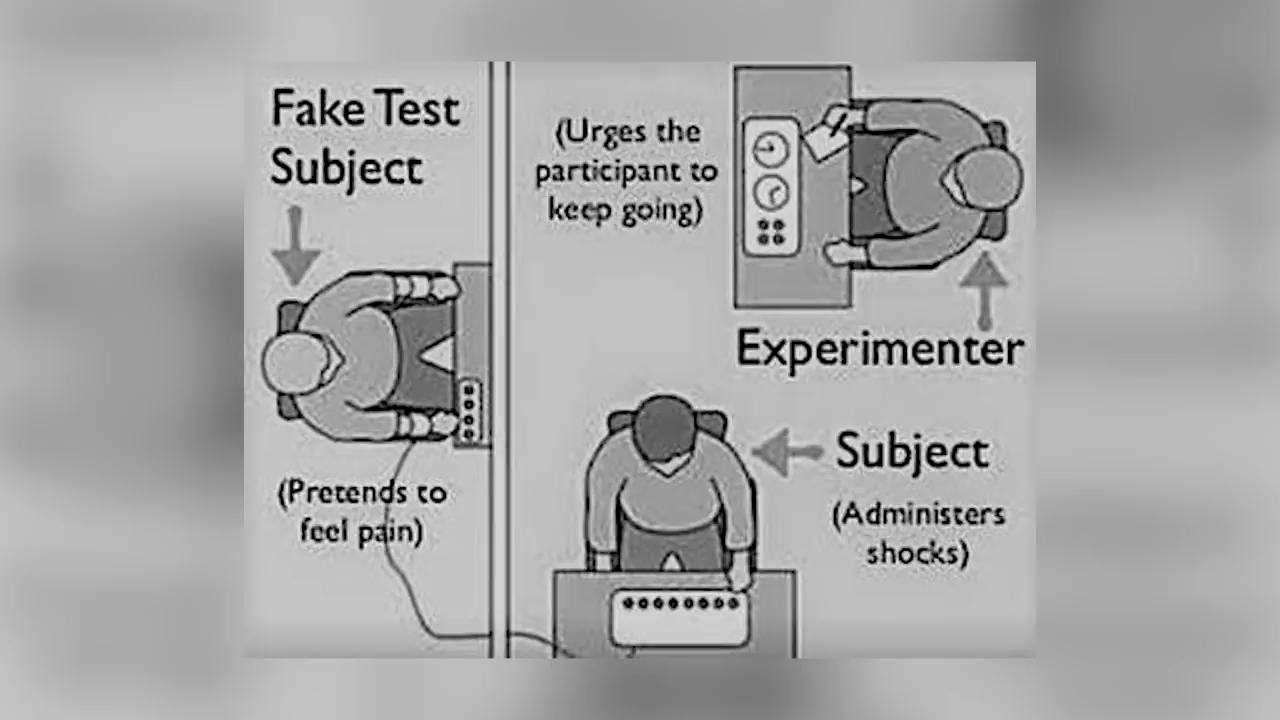 Fake Test
Subject
(Pretends to
feel pain)
(Urges the
participant to
keep going)
Experimenter
Subject
(Administers
shocks)